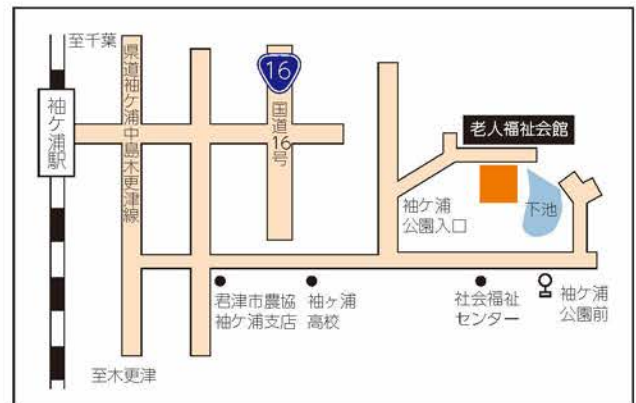 至千葉
袖ケ浦駅
県道袖ケ浦中島木更津線
16
国道16号
老人福祉会館
下池
袖ケ浦
公園入口
君津市農協
袖ケ浦支店
袖ヶ浦
高校
社会福祉
センター
袖ケ浦
公園前
至木更津